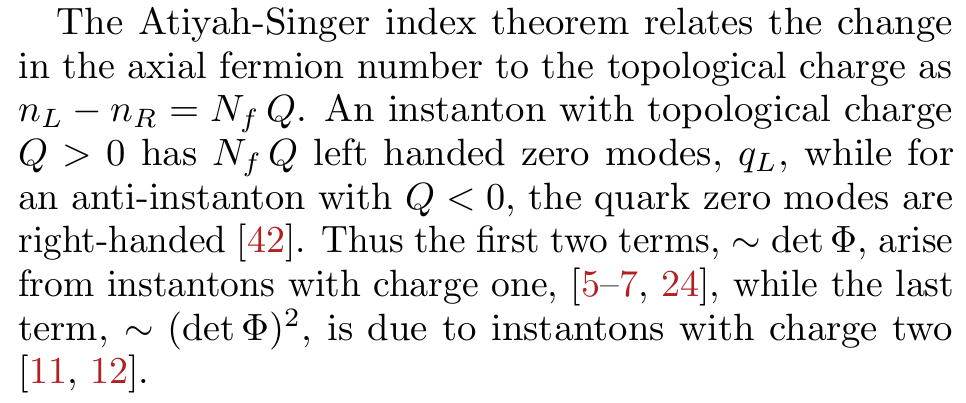 The Atiyah-Singer index theorem relates the change
in the axial fermion number to the topological charge as
n_L − n_R = N_f Q. An instanton with topological charge
Q > 0 has N_f Q left handed zero modes, q_L, while for
an anti-instanton with Q < 0, the quark zero modes are
right-handed [42]. Thus the first two terms, ∼ det Φ, arise
from instantons with charge one, [5–7, 24], while the last
term, ∼ (det Φ)², is due to instantons with charge two
[11, 12].